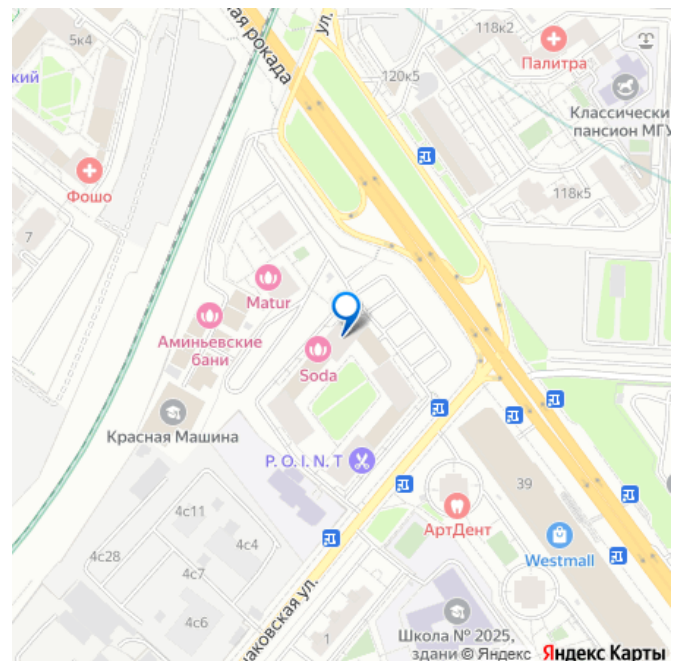 118к2
5к4
ая рокада
ул.
Палитра
кий
120к5
Классически
пансион МГУ
Фошо
118к5
7
Matur
Аминьевские
бани
Soda
Красная Машина
P.O.I.N.T
39
4с11
АртДент
4с4
4с28
Westmall
4с7
4с6
аковская ул.
1
Школа № 2025,
здани
© Яндекс
Яндекс Карты